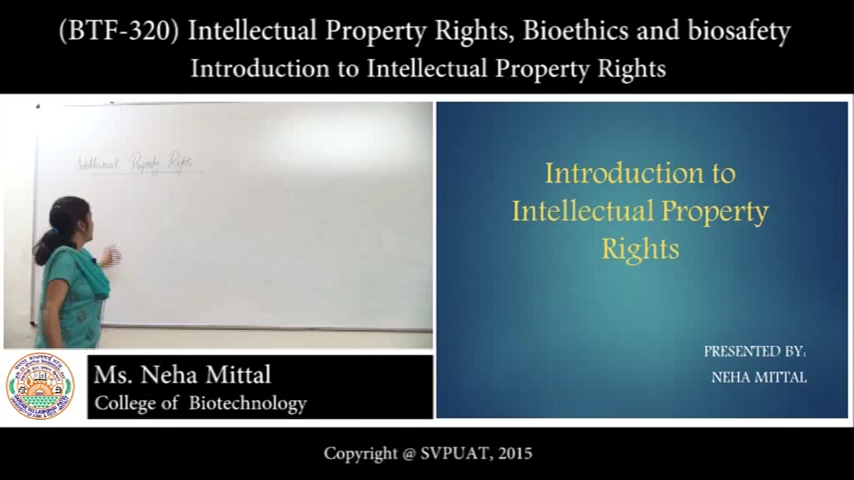 (BTF-320) Intellectual Property Rights, Bioethics and biosafety
Introduction to Intellectual Property Rights
Intellectual Property Rights
Introduction to
Intellectual Property
Rights
PRESENTED BY:
NEHA MITTAL
Ms. Neha Mittal
College of Biotechnology
Copyright @ SVPUAT, 2015